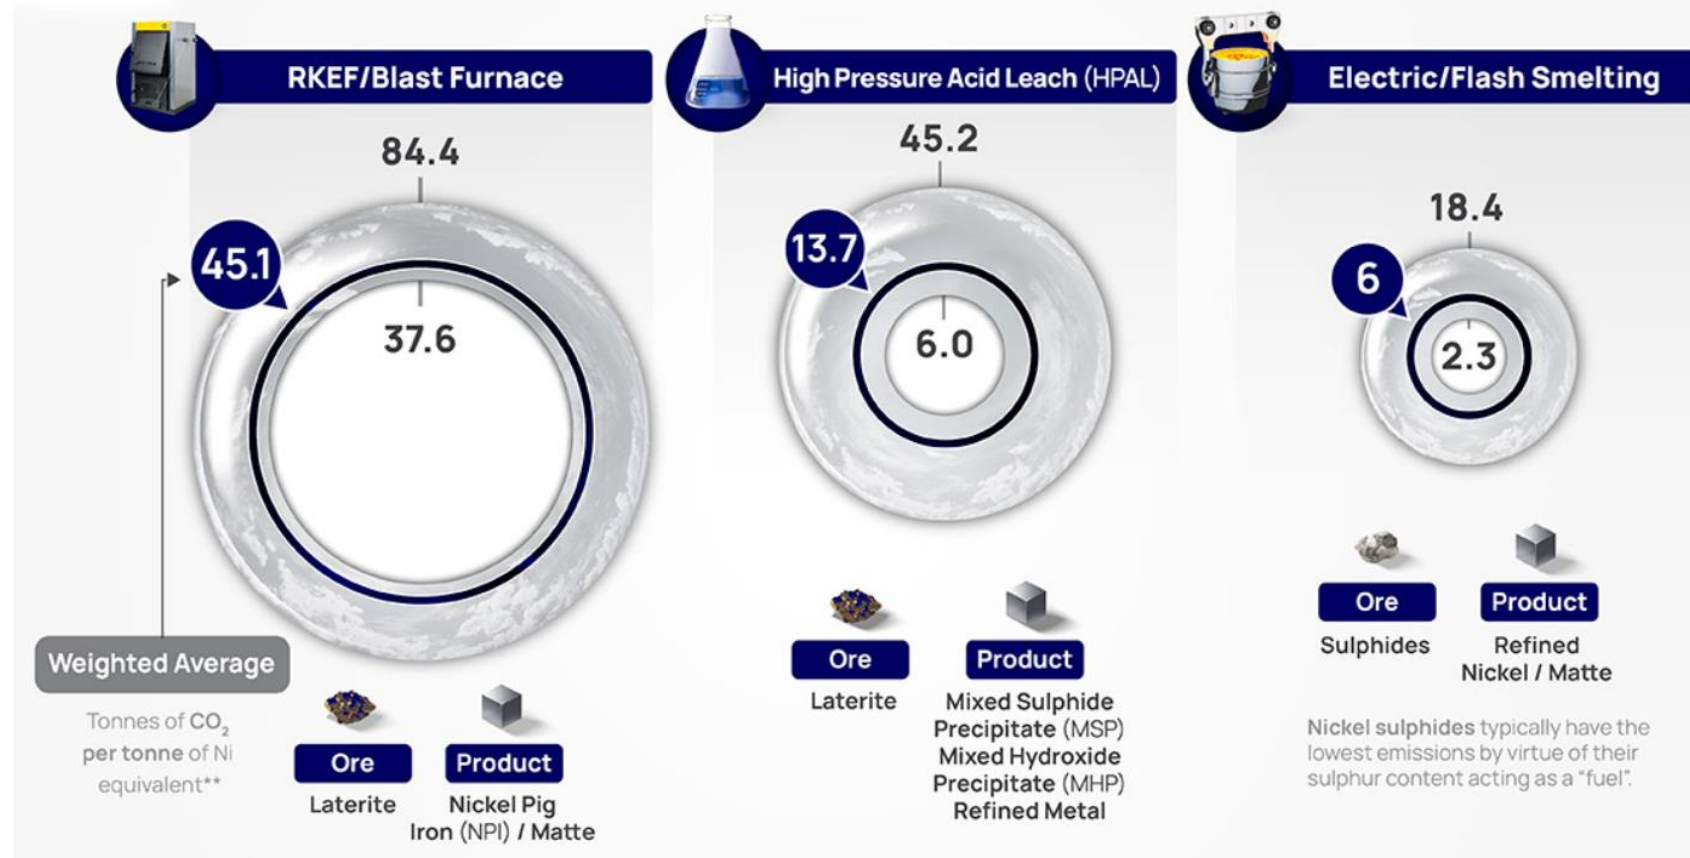 RKEF/Blast Furnace
84.4
45.1
37.6
Weighted Average
Tonnes of CO₂
per tonne of Ni
equivalent**
Ore
Laterite
Product
Nickel Pig
Iron (NPI) / Matte
High Pressure Acid Leach (HPAL)
45.2
13.7
6.0
Ore
Laterite
Product
Mixed Sulphide
Precipitate (MSP)
Mixed Hydroxide
Precipitate (MHP)
Refined Metal
Electric/Flash Smelting
18.4
6
2.3
Ore
Sulphides
Product
Refined
Nickel / Matte
Nickel sulphides typically have the
lowest emissions by virtue of their
sulphur content acting as a “fuel”.